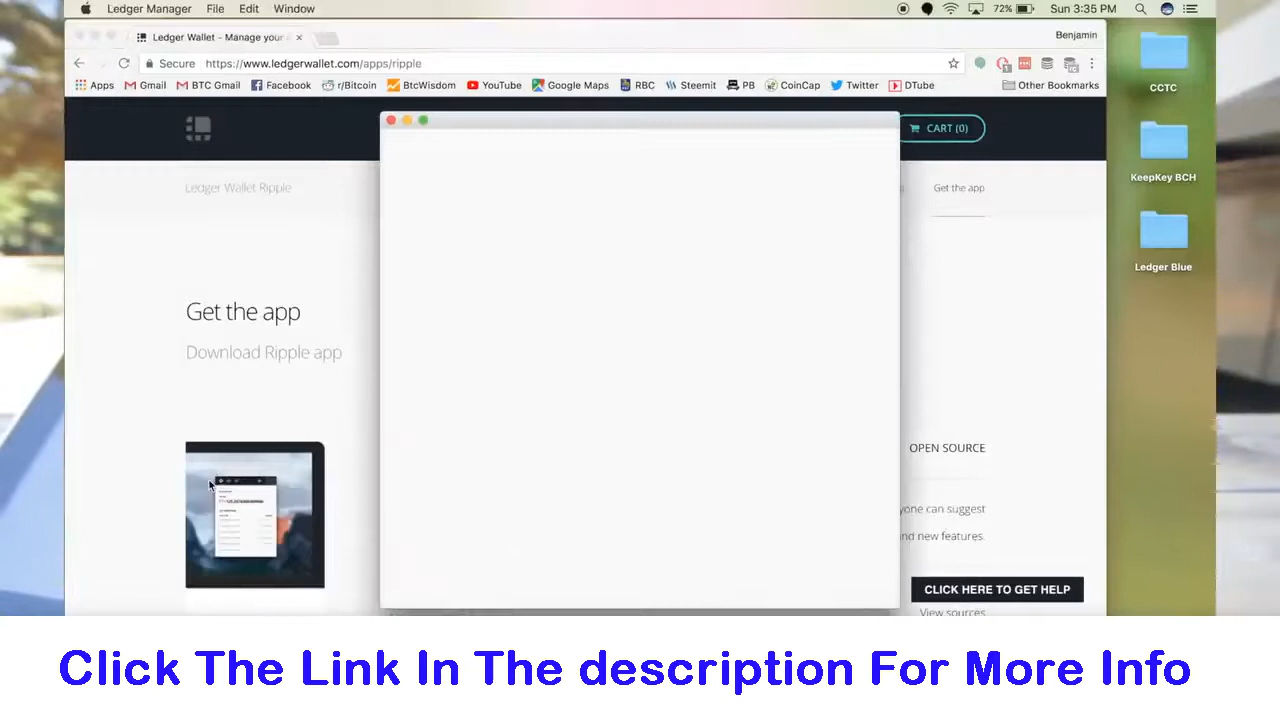 Ledger Manager File Edit Window 72% Sun 3:35 PM
Ledger Wallet - Manage your Benjamin
Secure https://www.ledgerwallet.com/apps/ripple
Apps Gmail BTC Gmail Facebook r/Bitcoin BtcWisdom YouTube Google Maps RBC Steemit PB CoinCap Twitter DTube Other Bookmarks
CART (0)
Ledger Wallet Ripple Get the app
Get the app
Download Ripple app
OPEN SOURCE
yone can suggest
and new features.
CLICK HERE TO GET HELP
View sources
CCTC
KeepKey BCH
Ledger Blue
Click The Link In The description For More Info